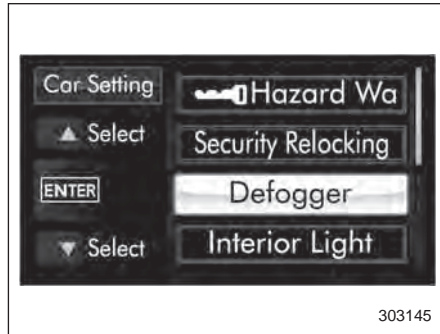 Car Setting
Hazard Wa
Select
Security Relocking
ENTER
Defogger
Select
Interior Light
303145